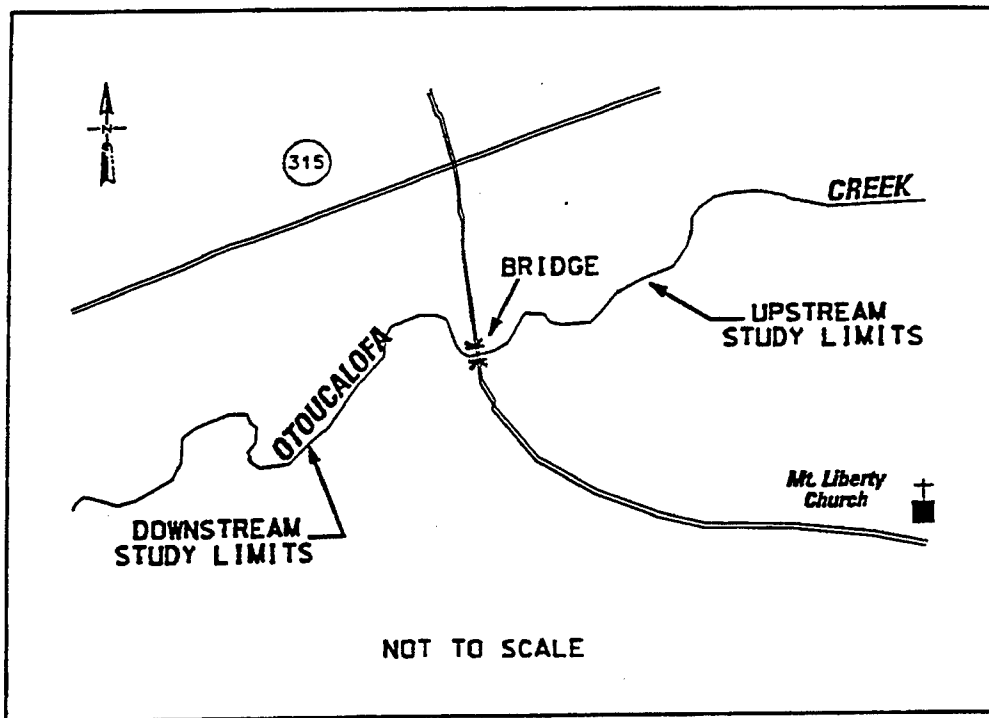 N
315
CREEK
BRIDGE
UPSTREAM
STUDY LIMITS
OTOUCALOFA
Mt. Liberty
Church
DOWNSTREAM
STUDY LIMITS
NOT TO SCALE